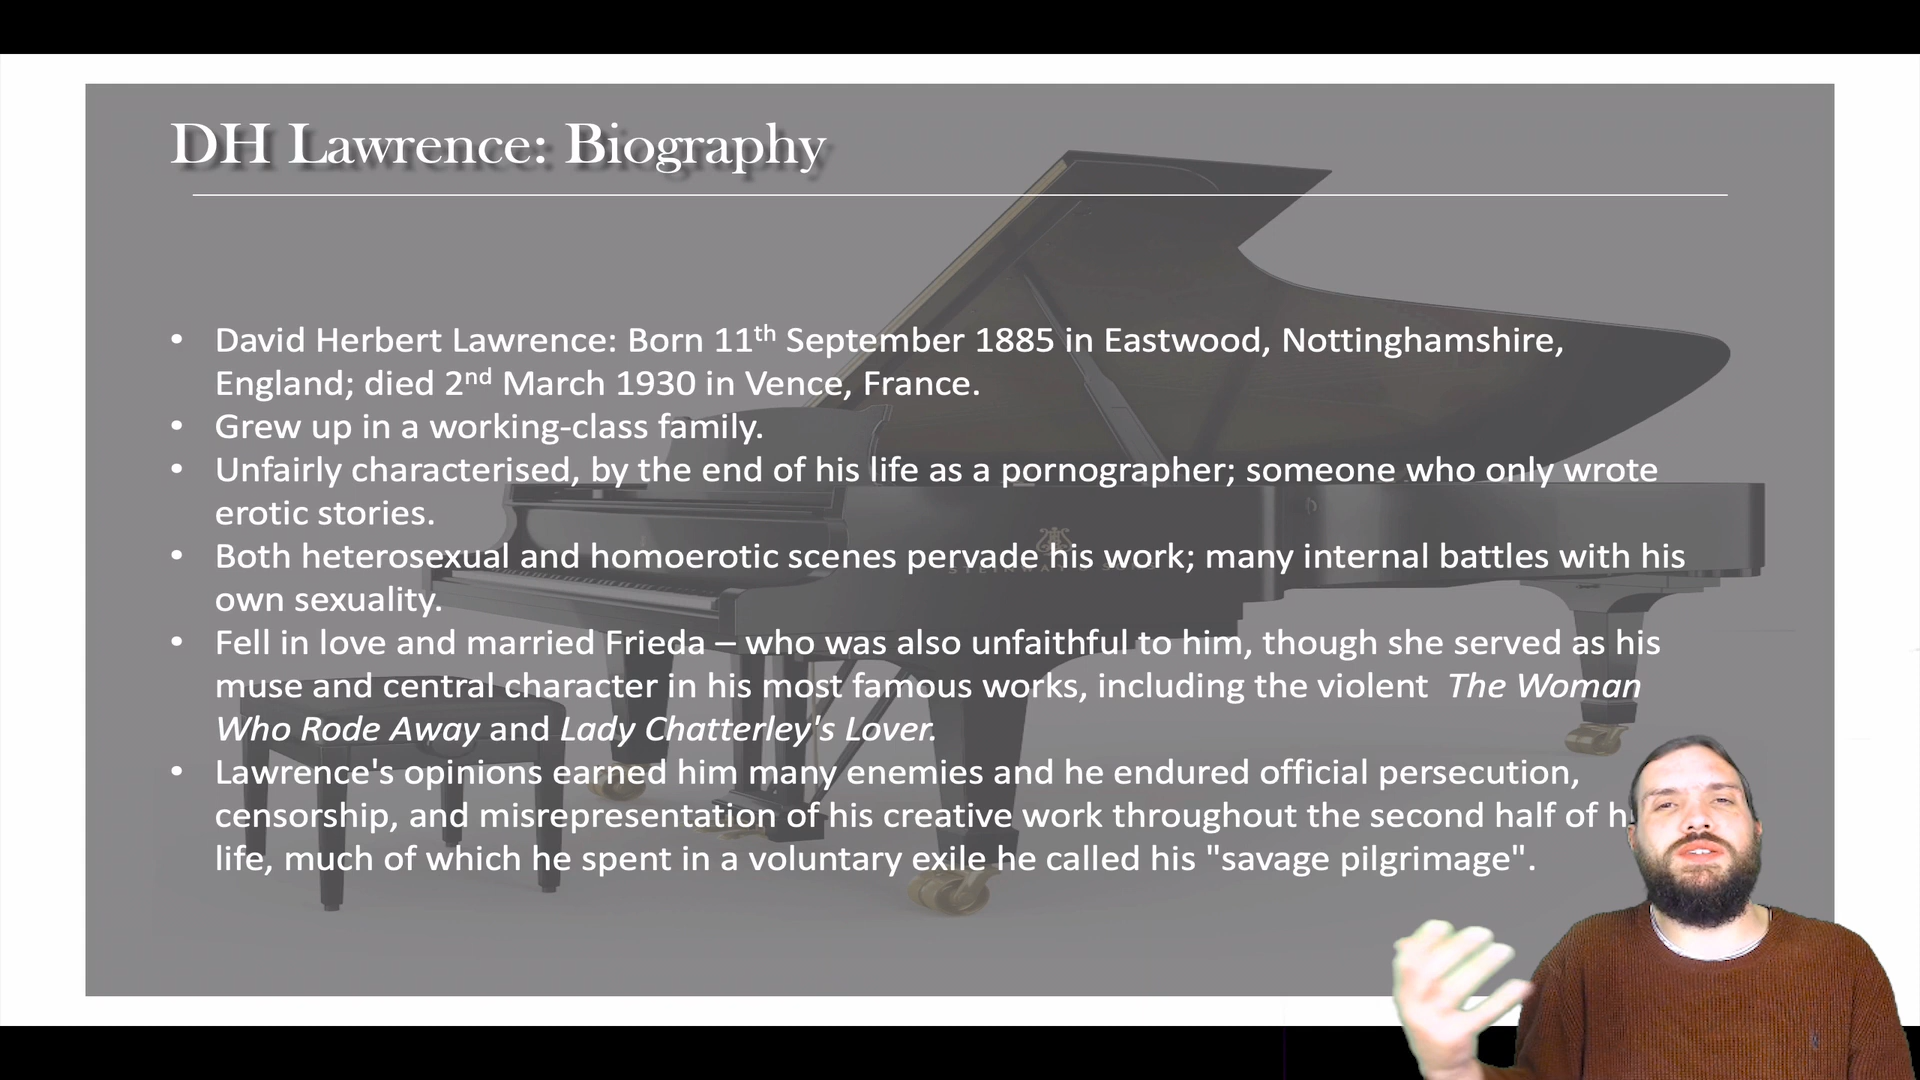 DH Lawrence: Biography
• David Herbert Lawrence: Born 11th September 1885 in Eastwood, Nottinghamshire,
England; died 2nd March 1930 in Vence, France.
• Grew up in a working-class family.
• Unfairly characterised, by the end of his life as a pornographer; someone who only wrote
erotic stories.
• Both heterosexual and homoerotic scenes pervade his work; many internal battles with his
own sexuality.
• Fell in love and married Frieda – who was also unfaithful to him, though she served as his
muse and central character in his most famous works, including the violent The Woman
Who Rode Away and Lady Chatterley's Lover.
• Lawrence's opinions earned him many enemies and he endured official persecution,
censorship, and misrepresentation of his creative work throughout the second half of
life, much of which he spent in a voluntary exile he called his "savage pilgrimage".